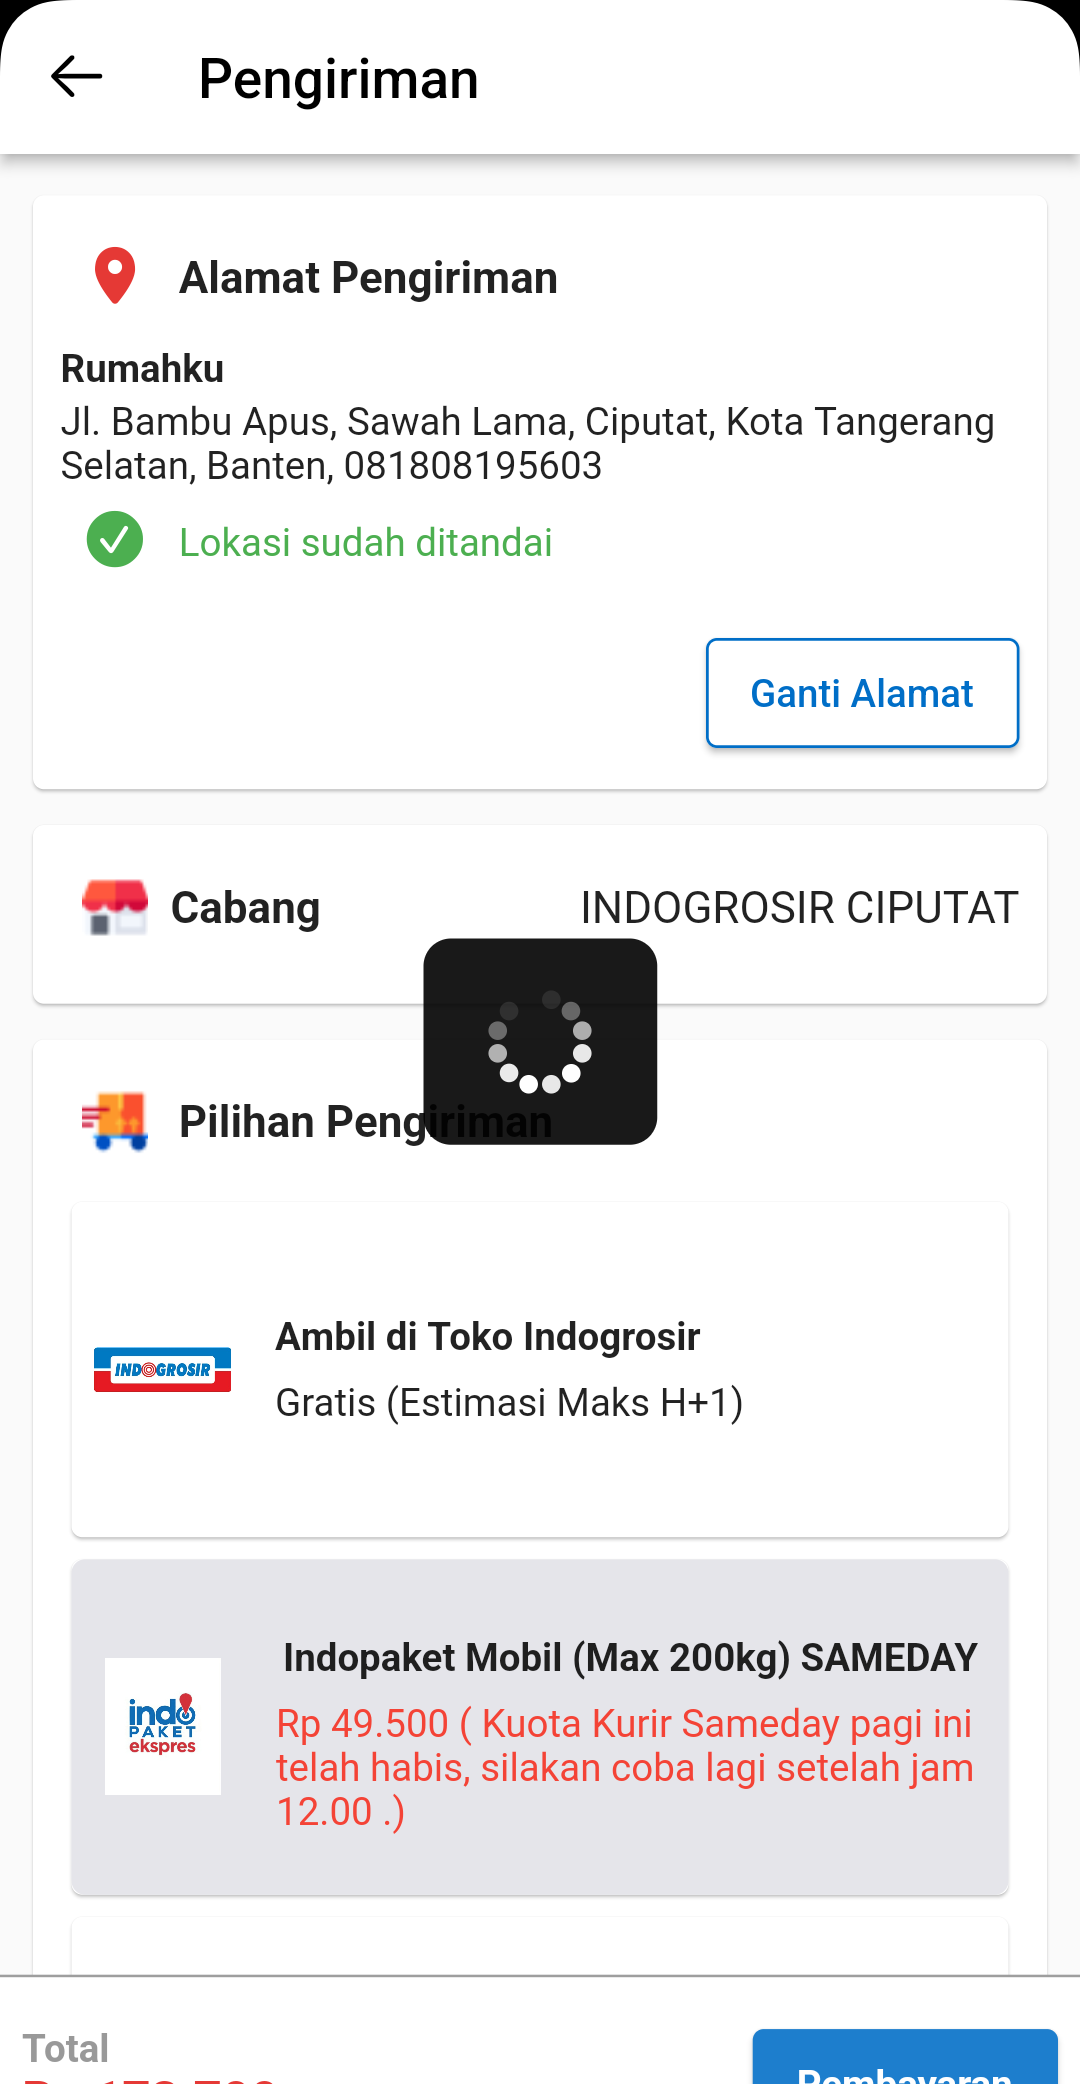 Pengiriman
Alamat Pengiriman
Rumahku
Jl. Bambu Apus, Sawah Lama, Ciputat, Kota Tangerang
Selatan, Banten, 081808195603
Lokasi sudah ditandai
Ganti Alamat
Cabang INDOGROSIR CIPUTAT
Pilihan Pengiriman
Ambil di Toko Indogrosir
INDOGROSIR
Gratis (Estimasi Maks H+1)
Indopaket Mobil (Max 200kg) SAMEDAY
indo
PAKET
ekspres
Rp 49.500 ( Kuota Kurir Sameday pagi ini
telah habis, silakan coba lagi setelah jam
12.00 .)
Total
Pembayaran